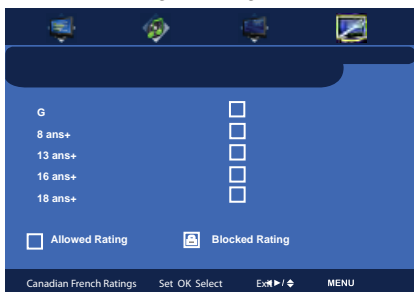 G
8 ans+
13 ans+
16 ans+
18 ans+
Allowed Rating Blocked Rating
Canadian French Ratings Set OK Select Exit ◄►/ MENU